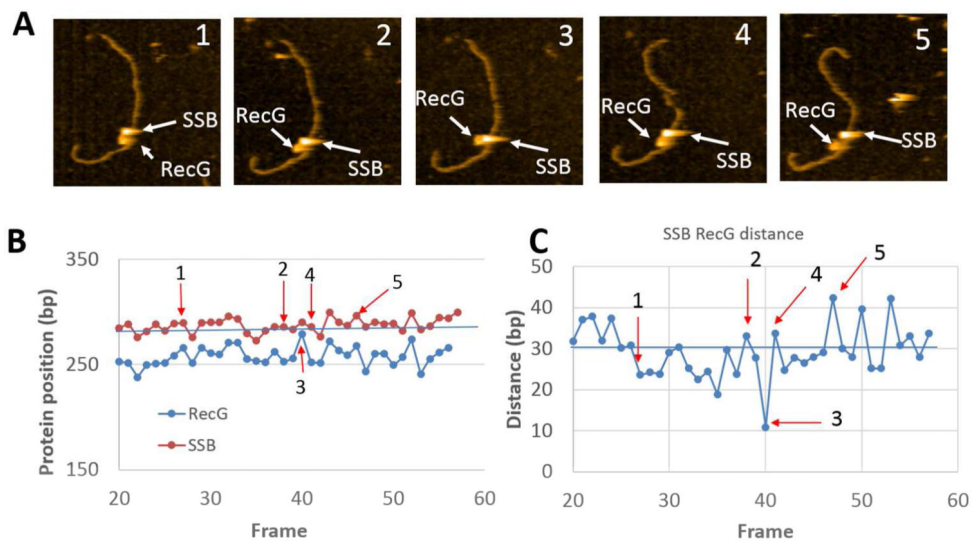 A
1
SSB
RecG
2
RecG
SSB
3
RecG
SSB
4
RecG
SSB
5
RecG
SSB
B
350
250
150
Protein position (bp)
1
2
4
5
3
RecG
SSB
20
30
40
50
60
Frame
C
SSB RecG distance
50
40
30
20
10
0
Distance (bp)
1
2
4
5
3
20
30
40
50
60
Frame